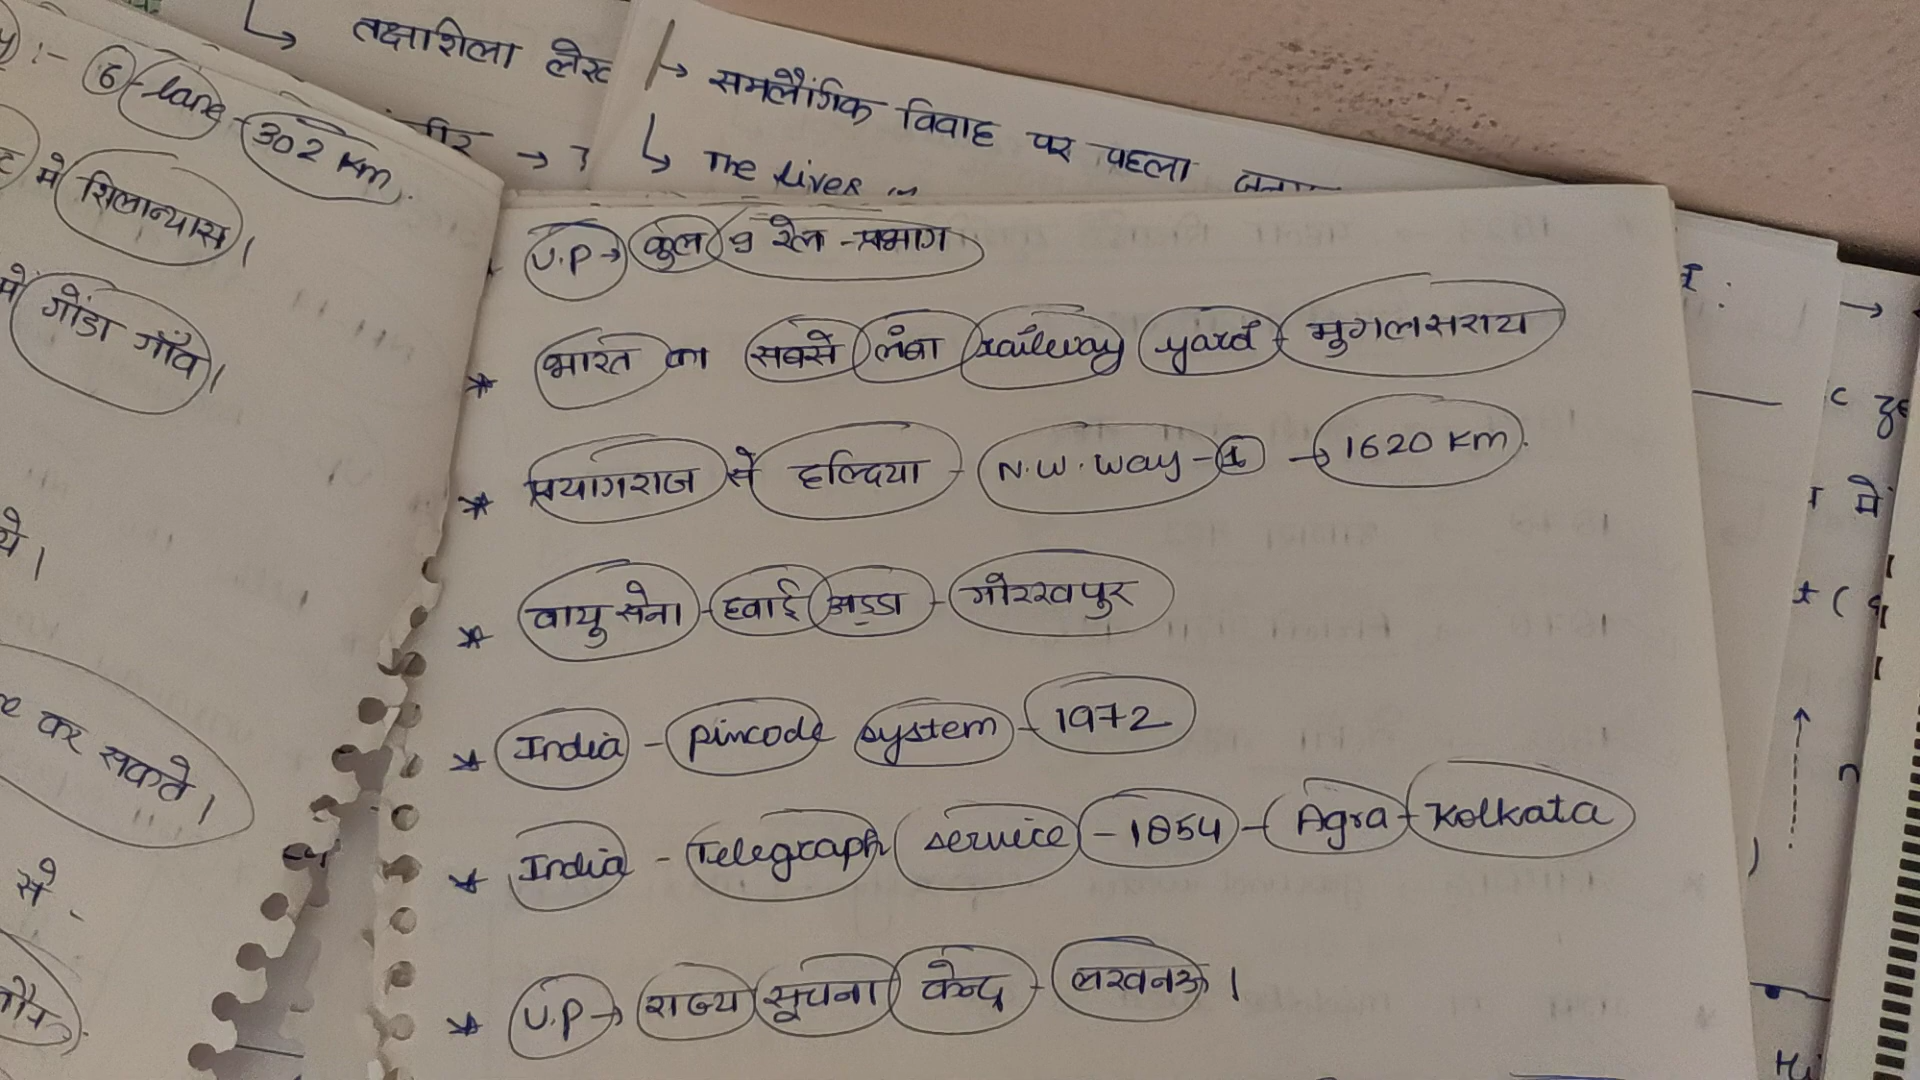 तक्षाशिला लेख
→ समलैंगिक विवाह पर पहला
The lives in
:- 6 - lane - 302 Km.
में शिलान्यास।
में गोंडा गाँव।
ये।
कर सकते।
से -
U.P → कुल 9 रेल - प्रभाग
* भारत का सबसे लंबा railway yard - मुगलसराय
* प्रयागराज से हल्दिया - N.W. Way - 1 → 1620 Km.
* वायु सेना - हवाई अड्डा - गोरखपुर
* India - pincode system - 1972
* India - Telegraph service - 1854 - Agra - Kolkata
* U.P → राज्य सूचना केन्द्र - लखनऊ।
में